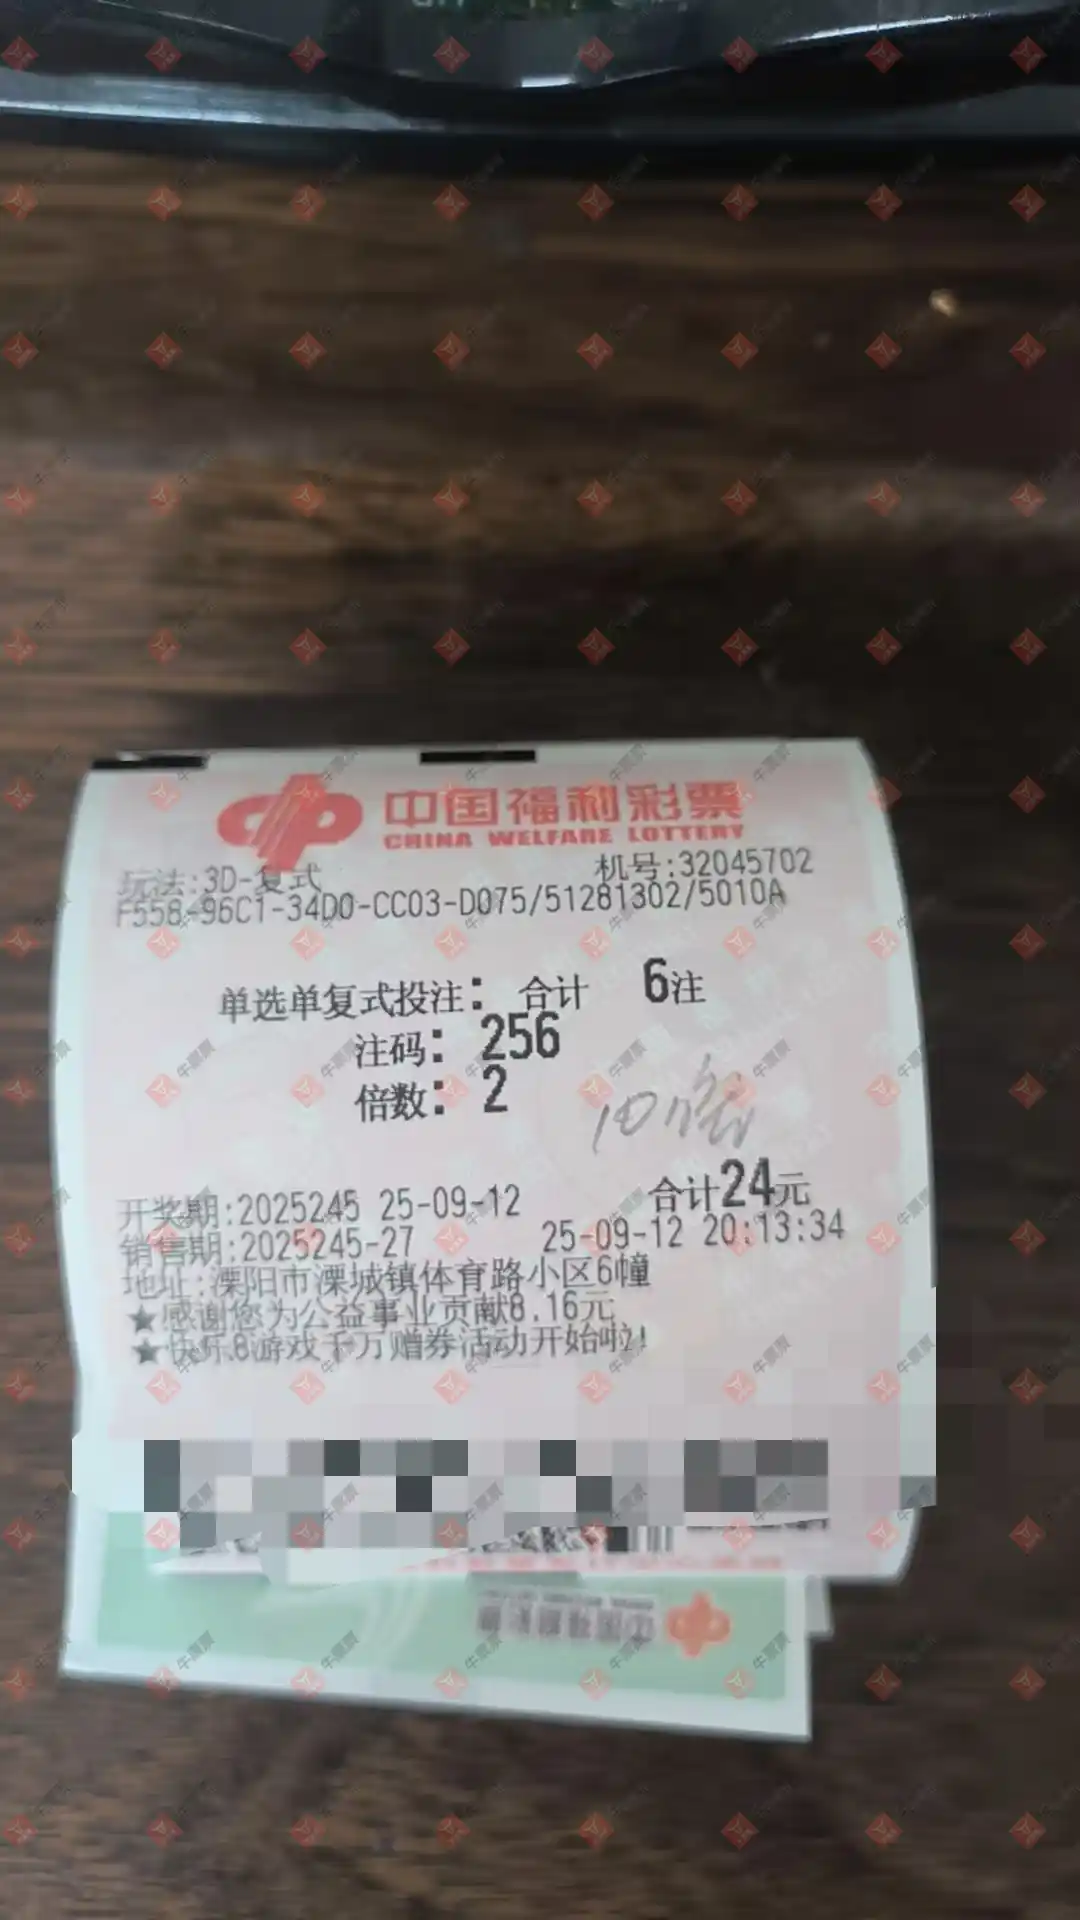 中国福利彩票
CHINA WELFARE LOTTERY
玩法:3D-复式 机号:32045702
F558-96C1-34D0-CC03-D075/51281302/5010A
单选单复式投注: 合计 6注
注码: 256
倍数: 2
合计24元
开奖期:2025245 25-09-12
销售期:2025245-27 25-09-12 20:13:34
地址:溧阳市溧城镇体育路小区6幢
★感谢您为公益事业贡献8.16元
★快乐8游戏千万赠券活动开始啦!
牛票票